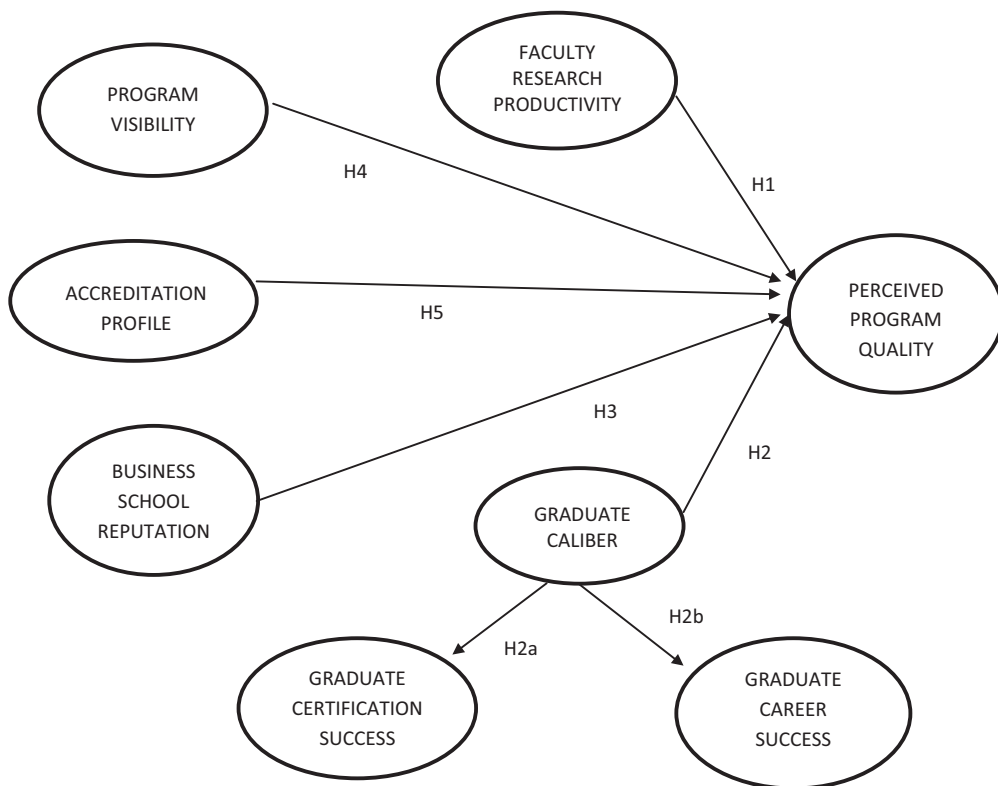 FACULTY
RESEARCH
PRODUCTIVITY
PROGRAM
VISIBILITY
H4
H1
ACCREDITATION
PROFILE
H5
PERCEIVED
PROGRAM
QUALITY
H3
H2
BUSINESS
SCHOOL
REPUTATION
GRADUATE
CALIBER
H2a
H2b
GRADUATE
CERTIFICATION
SUCCESS
GRADUATE
CAREER
SUCCESS